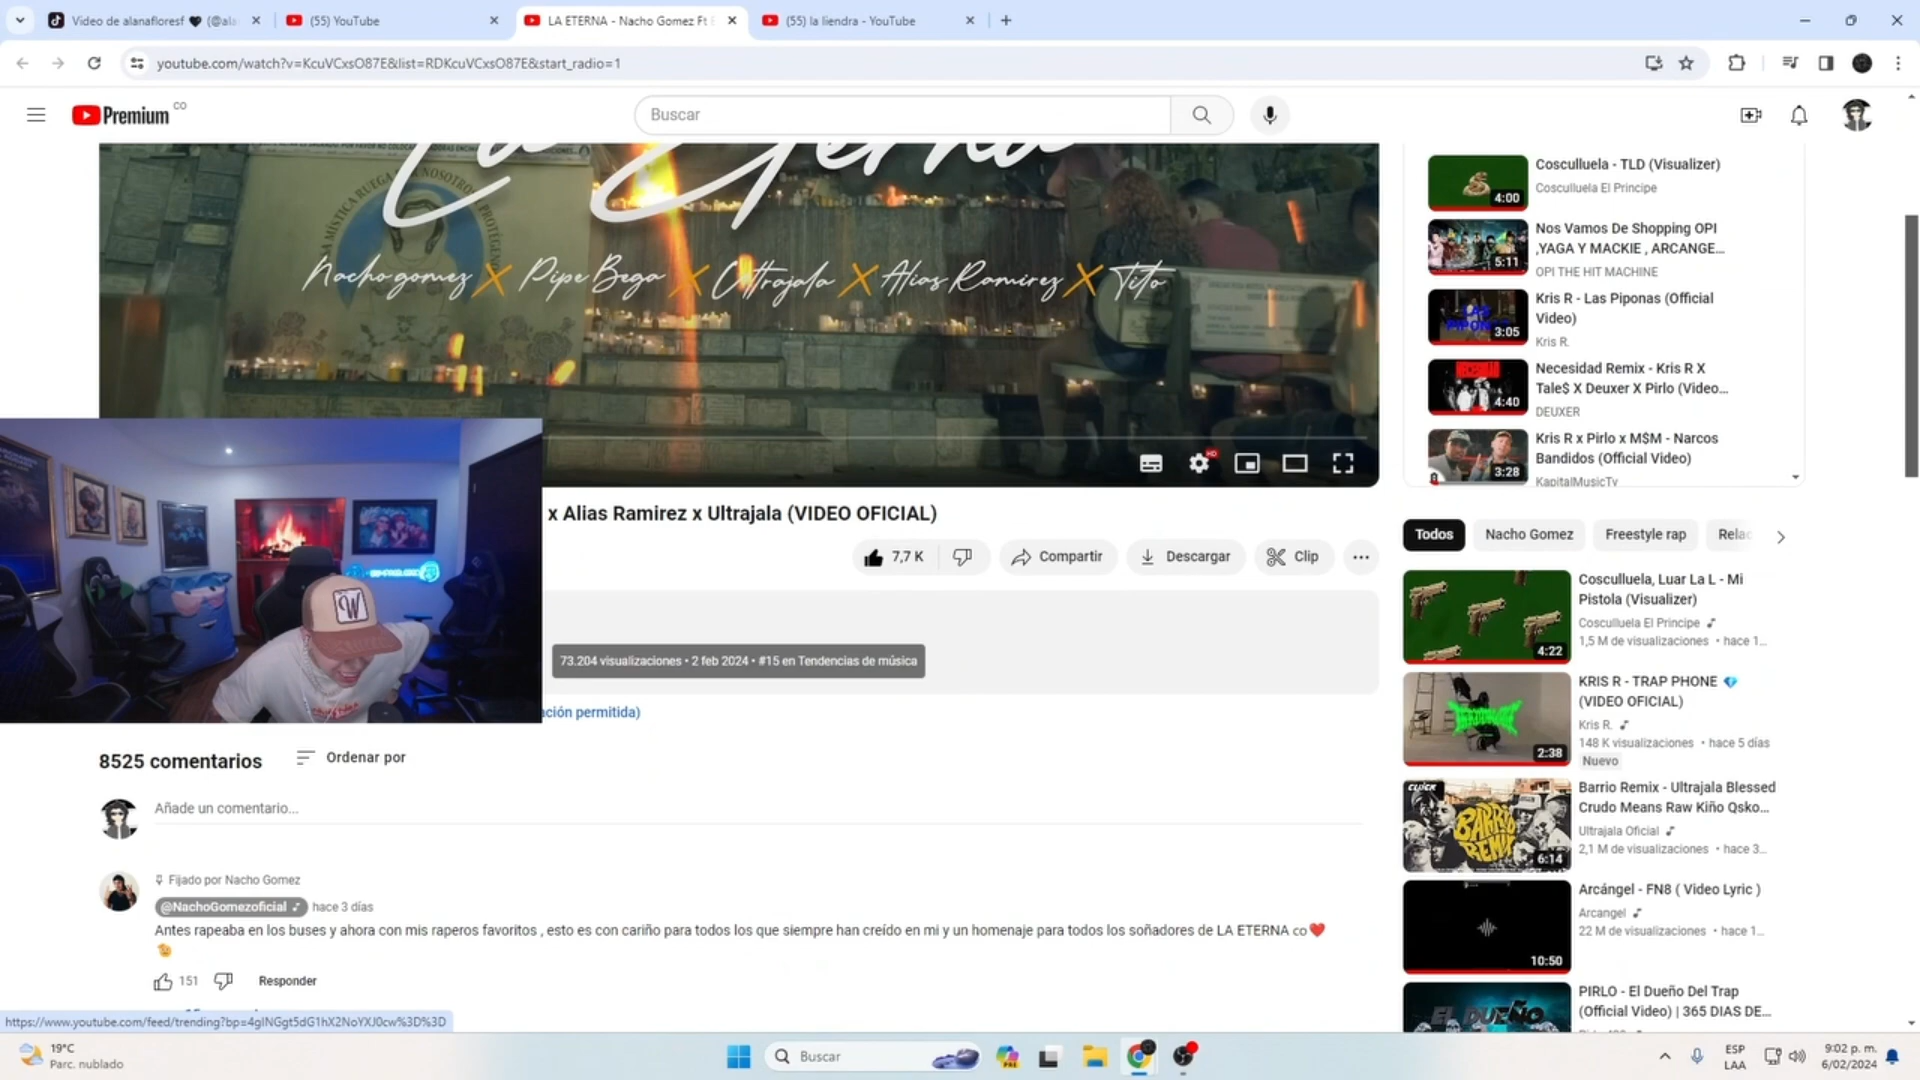 Video de alanafloresf 🖤 (@ala
(55) YouTube
LA ETERNA - Nacho Gomez Ft
(55) la liendra - YouTube
youtube.com/watch?v=KcuVCxsO87E&list=RDKcuVCxsO87E&start_radio=1
Premium CO
Buscar
La Eterna
Nacho gomez X Pipe Bega X Ultrajala X Alias Ramirez X Tito
x Alias Ramirez x Ultrajala (VIDEO OFICIAL)
7,7 K
Compartir
Descargar
Clip
73.204 visualizaciones • 2 feb 2024 • #15 en Tendencias de música
ción permitida)
8525 comentarios
Ordenar por
Añade un comentario...
Fijado por Nacho Gomez
@NachoGomezoficial hace 3 días
Antes rapeaba en los buses y ahora con mis raperos favoritos , esto es con cariño para todos los que siempre han creído en mi y un homenaje para todos los soñadores de LA ETERNA co❤️
🫡
151
Responder
https://www.youtube.com/feed/trending?bp=4gINGgt5dG1hX2NoYXJ0cw%3D%3D
Cosculluela - TLD (Visualizer)
Cosculluela El Principe
4:00
Nos Vamos De Shopping OPI
,YAGA Y MACKIE , ARCANGE...
OPI THE HIT MACHINE
5:11
Kris R - Las Piponas (Official
Video)
Kris R.
3:05
Necesidad Remix - Kris R X
Tale$ X Deuxer X Pirlo (Video...
DEUXER
4:40
Kris R x Pirlo x M$M - Narcos
Bandidos (Official Video)
KapitalMusicTv
3:28
Todos
Nacho Gomez
Freestyle rap
Relac
Cosculluela, Luar La L - Mi
Pistola (Visualizer)
Cosculluela El Principe
1,5 M de visualizaciones • hace 1...
4:22
KRIS R - TRAP PHONE 💎
(VIDEO OFICIAL)
Kris R.
148 K visualizaciones • hace 5 días
Nuevo
2:38
Barrio Remix - Ultrajala Blessed
Crudo Means Raw Kiño Qsko...
Ultrajala Oficial
2,1 M de visualizaciones • hace 3...
BARRIO
REMIX
6:14
Arcángel - FN8 ( Video Lyric )
Arcangel
22 M de visualizaciones • hace 1...
10:50
PIRLO - El Dueño Del Trap
(Official Video) | 365 DIAS DE...
EL DUEÑO
19°C
Parc. nublado
Buscar
ESP
LAA
9:02 p. m.
6/02/2024